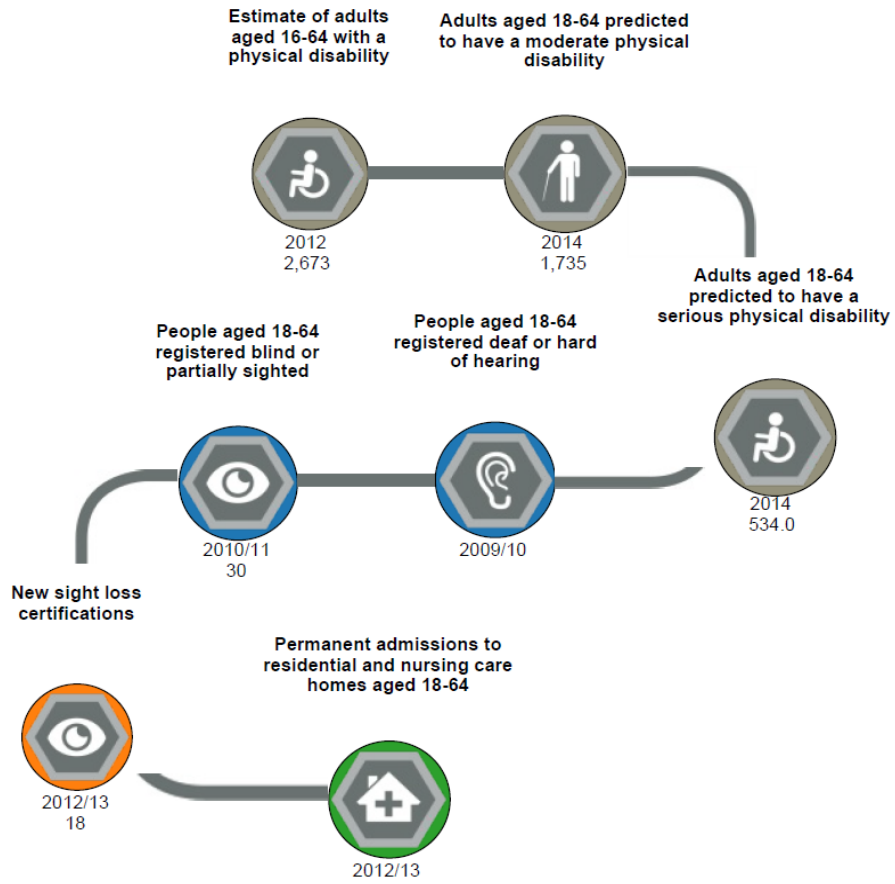 Estimate of adults
aged 16-64 with a
physical disability
Adults aged 18-64 predicted
to have a moderate physical
disability
2012
2,673
2014
1,735
Adults aged 18-64
predicted to have a
serious physical disability
2014
534.0
People aged 18-64
registered deaf or hard
of hearing
2009/10
People aged 18-64
registered blind or
partially sighted
2010/11
30
New sight loss
certifications
2012/13
18
Permanent admissions to
residential and nursing care
homes aged 18-64
2012/13